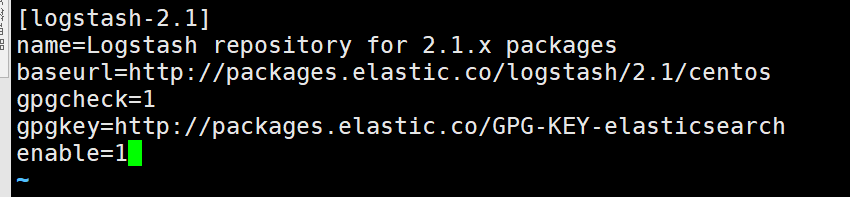 [logstash-2.1]
name=Logstash repository for 2.1.x packages
baseurl=http://packages.elastic.co/logstash/2.1/centos
gpgcheck=1
gpgkey=http://packages.elastic.co/GPG-KEY-elasticsearch
enable=1
~